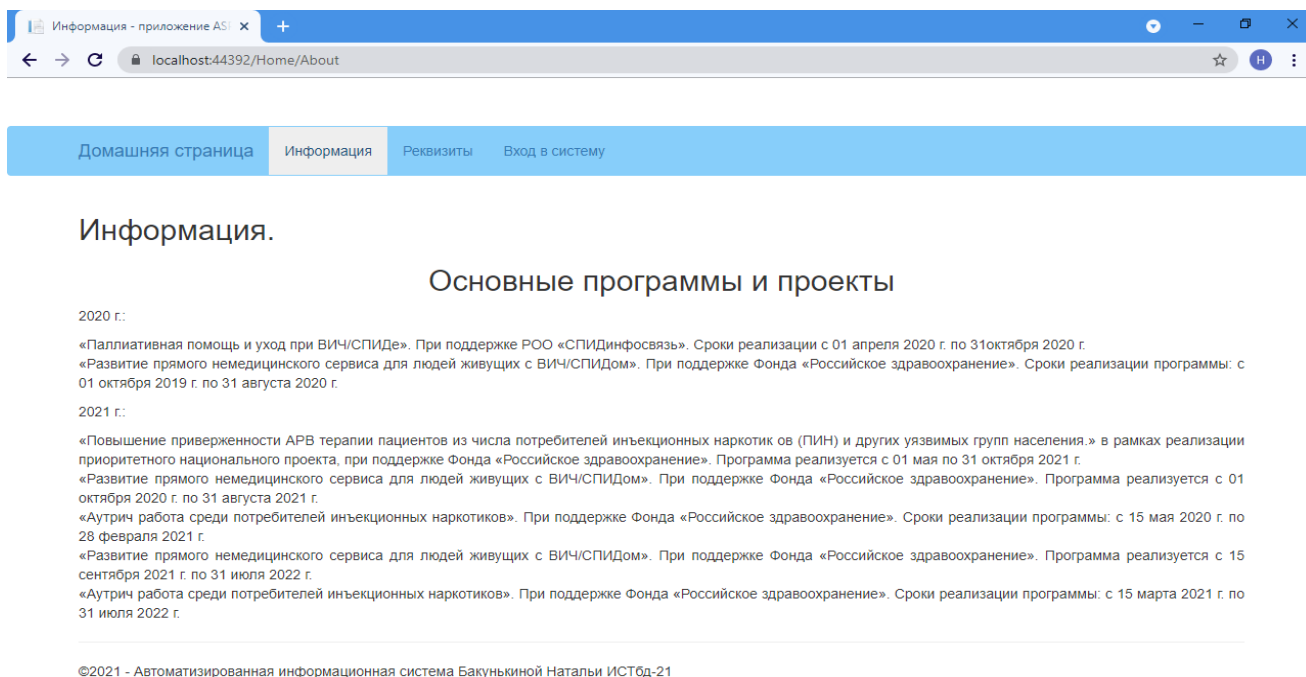 Информация - приложение AS
localhost:44392/Home/About
H
Домашняя страница Информация Реквизиты Вход в систему
Информация.
Основные программы и проекты
2020 г.:
«Паллиативная помощь и уход при ВИЧ/СПИДе». При поддержке РОО «СПИДинфосвязь». Сроки реализации с 01 апреля 2020 г. по 31октября 2020 г.
«Развитие прямого немедицинского сервиса для людей живущих с ВИЧ/СПИДом». При поддержке Фонда «Российское здравоохранение». Сроки реализации программы: с
01 октября 2019 г. по 31 августа 2020 г.
2021 г.:
«Повышение приверженности АРВ терапии пациентов из числа потребителей инъекционных наркотик ов (ПИН) и других уязвимых групп населения.» в рамках реализации
приоритетного национального проекта, при поддержке Фонда «Российское здравоохранение». Программа реализуется с 01 мая по 31 октября 2021 г.
«Развитие прямого немедицинского сервиса для людей живущих с ВИЧ/СПИДом». При поддержке Фонда «Российское здравоохранение». Программа реализуется с 01
октября 2020 г. по 31 августа 2021 г.
«Аутрич работа среди потребителей инъекционных наркотиков». При поддержке Фонда «Российское здравоохранение». Сроки реализации программы: с 15 мая 2020 г. по
28 февраля 2021 г.
«Развитие прямого немедицинского сервиса для людей живущих с ВИЧ/СПИДом». При поддержке Фонда «Российское здравоохранение». Программа реализуется с 15
сентября 2021 г. по 31 июля 2022 г.
«Аутрич работа среди потребителей инъекционных наркотиков». При поддержке Фонда «Российское здравоохранение». Сроки реализации программы: с 15 марта 2021 г. по
31 июля 2022 г.
©2021 - Автоматизированная информационная система Бакунькиной Натальи ИСТбд-21